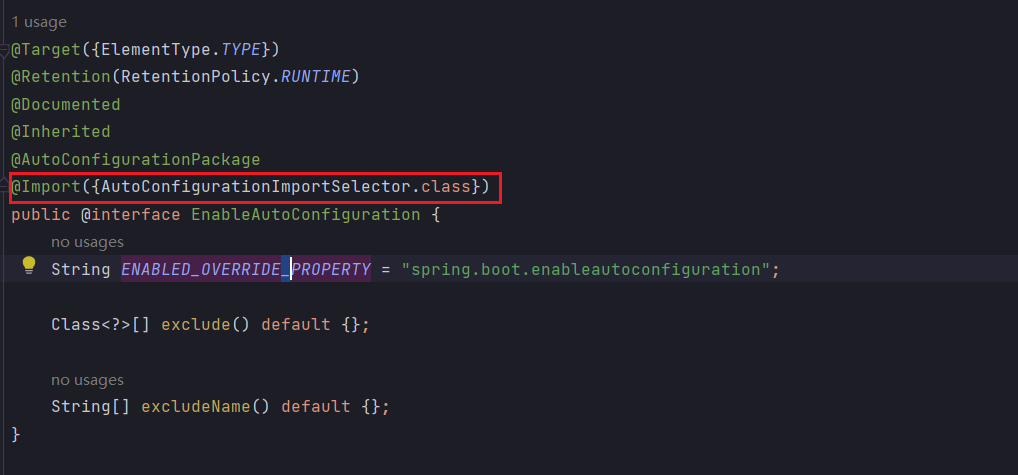 1 usage
@Target({ElementType.TYPE})
@Retention(RetentionPolicy.RUNTIME)
@Documented
@Inherited
@AutoConfigurationPackage
@Import({AutoConfigurationImportSelector.class})
public @interface EnableAutoConfiguration {
no usages
String ENABLED_OVERRIDE_PROPERTY = "spring.boot.enableautoconfiguration";
Class<?>[] exclude() default {};
no usages
String[] excludeName() default {};
}